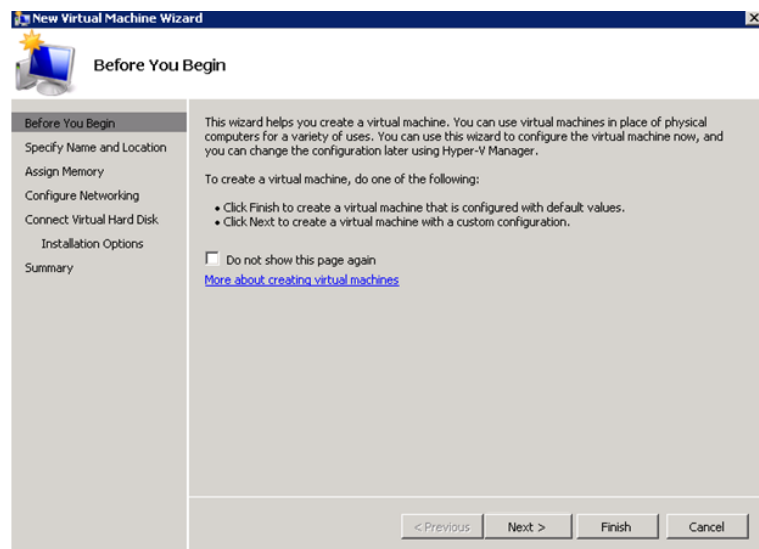 New Virtual Machine Wizard
Before You Begin
Before You Begin
Specify Name and Location
Assign Memory
Configure Networking
Connect Virtual Hard Disk
Installation Options
Summary
This wizard helps you create a virtual machine. You can use virtual machines in place of physical
computers for a variety of uses. You can use this wizard to configure the virtual machine now, and
you can change the configuration later using Hyper-V Manager.
To create a virtual machine, do one of the following:
• Click Finish to create a virtual machine that is configured with default values.
• Click Next to create a virtual machine with a custom configuration.
Do not show this page again
More about creating virtual machines
< Previous
Next >
Finish
Cancel